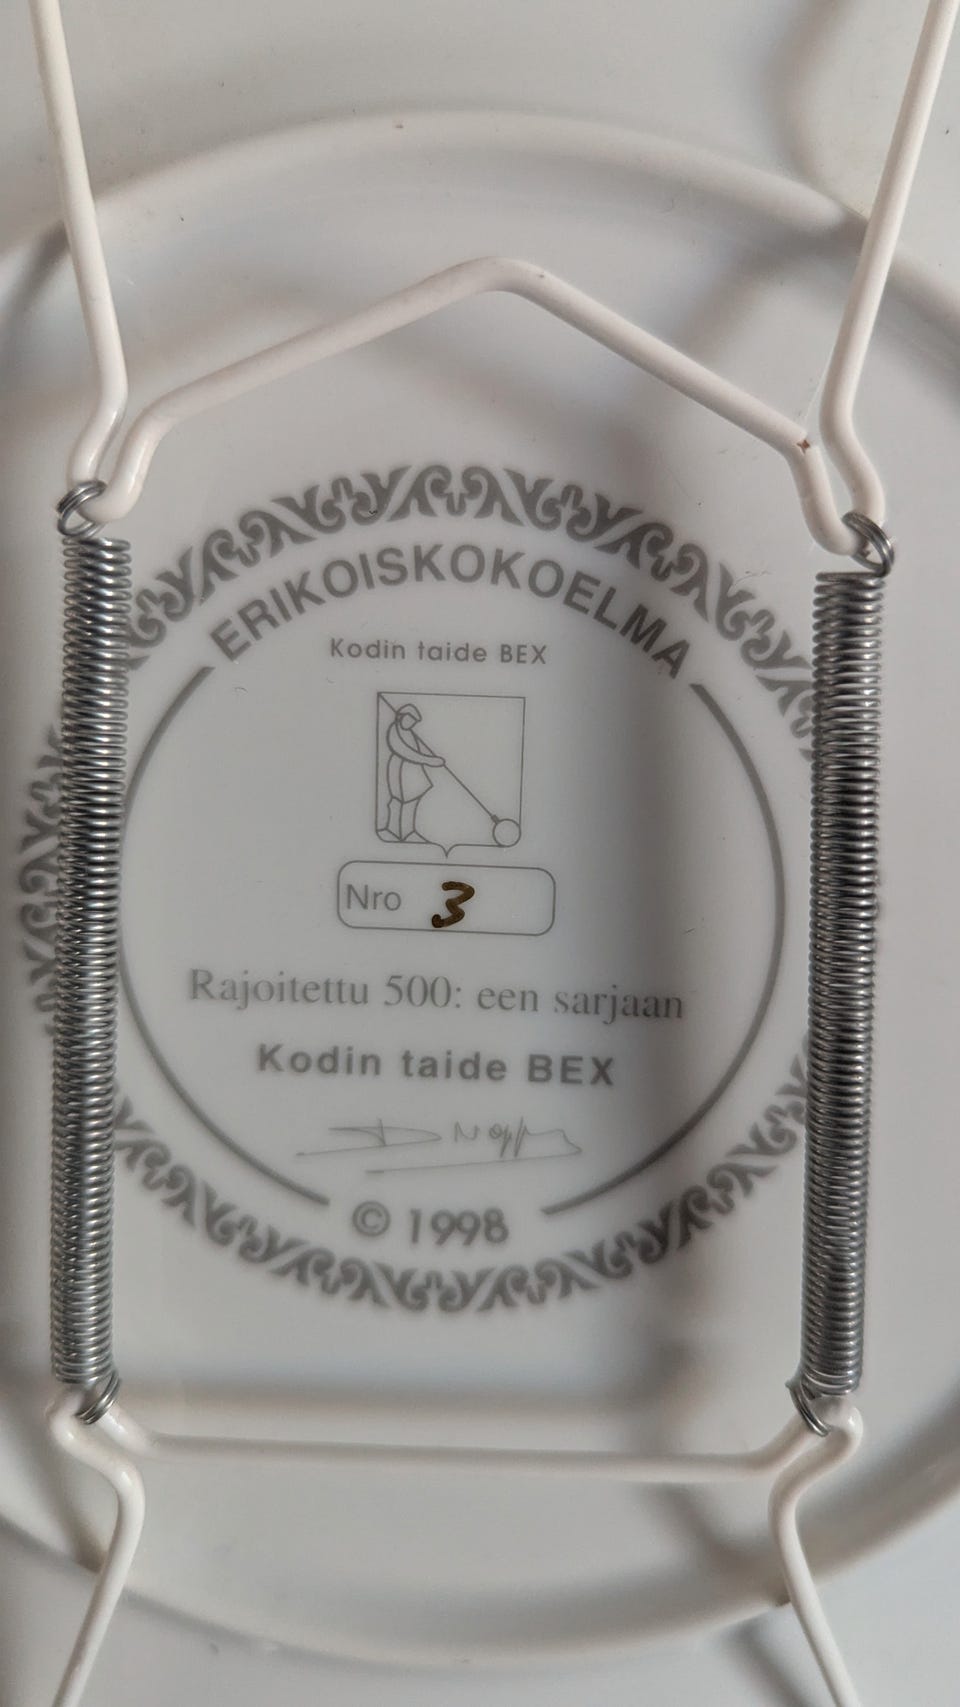 ERIKOISKOKOELMA
Kodin taide BEX
Nro 3
Rajoitettu 500: een sarjaan
Kodin taide BEX
© 1998